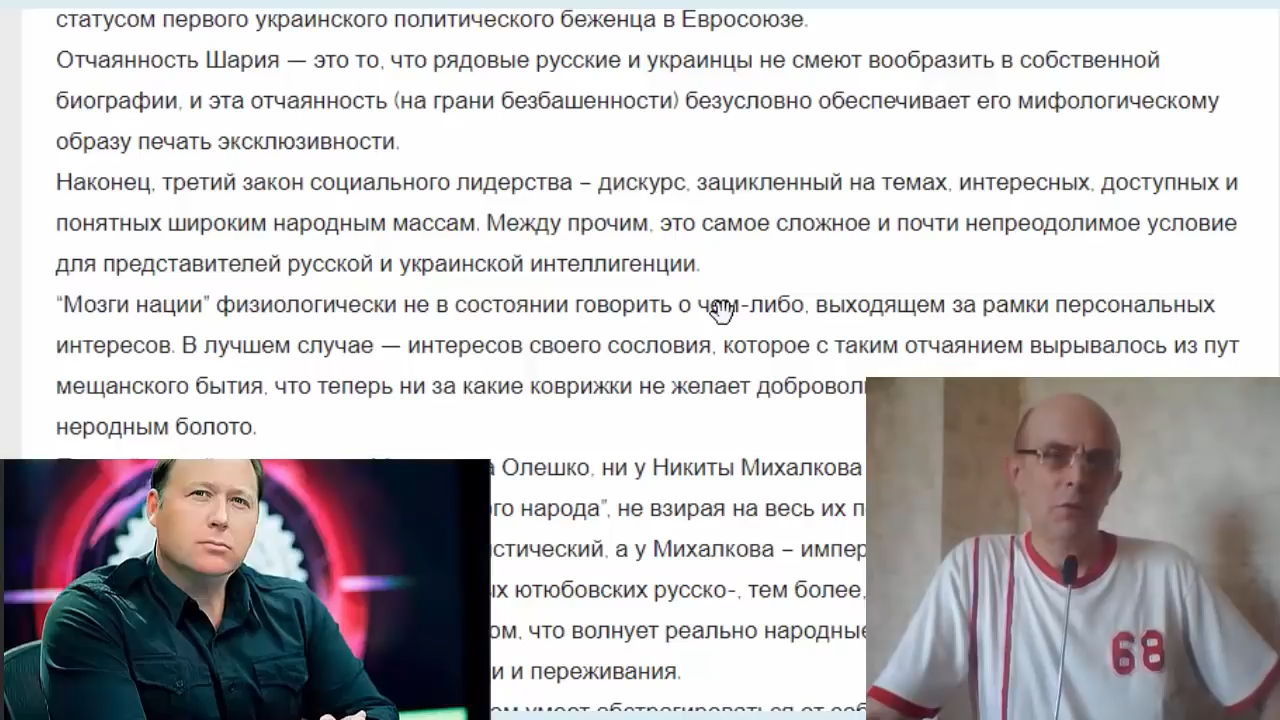 статусом первого украинского политического беженца в Евросоюзе.
Отчаянность Шария — это то, что рядовые русские и украинцы не смеют вообразить в собственной
биографии, и эта отчаянность (на грани безбашенности) безусловно обеспечивает его мифологическому
образу печать эксклюзивности.
Наконец, третий закон социального лидерства – дискурс, зацикленный на темах, интересных, доступных и
понятных широким народным массам. Между прочим, это самое сложное и почти непреодолимое условие
для представителей русской и украинской интеллигенции.
“Мозги нации” физиологически не в состоянии говорить о чем-либо, выходящем за рамки персональных
интересов. В лучшем случае — интересов своего сословия, которое с таким отчаянием вырывалось из пут
мещанского бытия, что теперь ни за какие коврижки не желает
неродным болото.
Олешко, ни у Никиты Михалкова
народа”, не взирая на весь их
а у Михалкова –
ютюбовских русско-, тем более,
что волнует реально
и переживания.
68